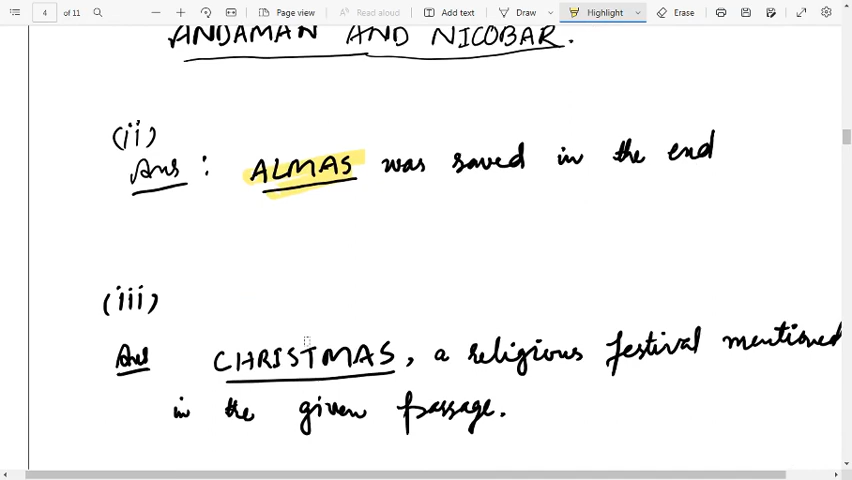 4 of 11 Page view Read aloud Add text Draw Highlight Erase
ANDAMAN AND NICOBAR.
(ii)
Ans : ALMAS was saved in the end
(iii)
Ans CHRISTMAS, a religious festival mentioned
in the given passage.